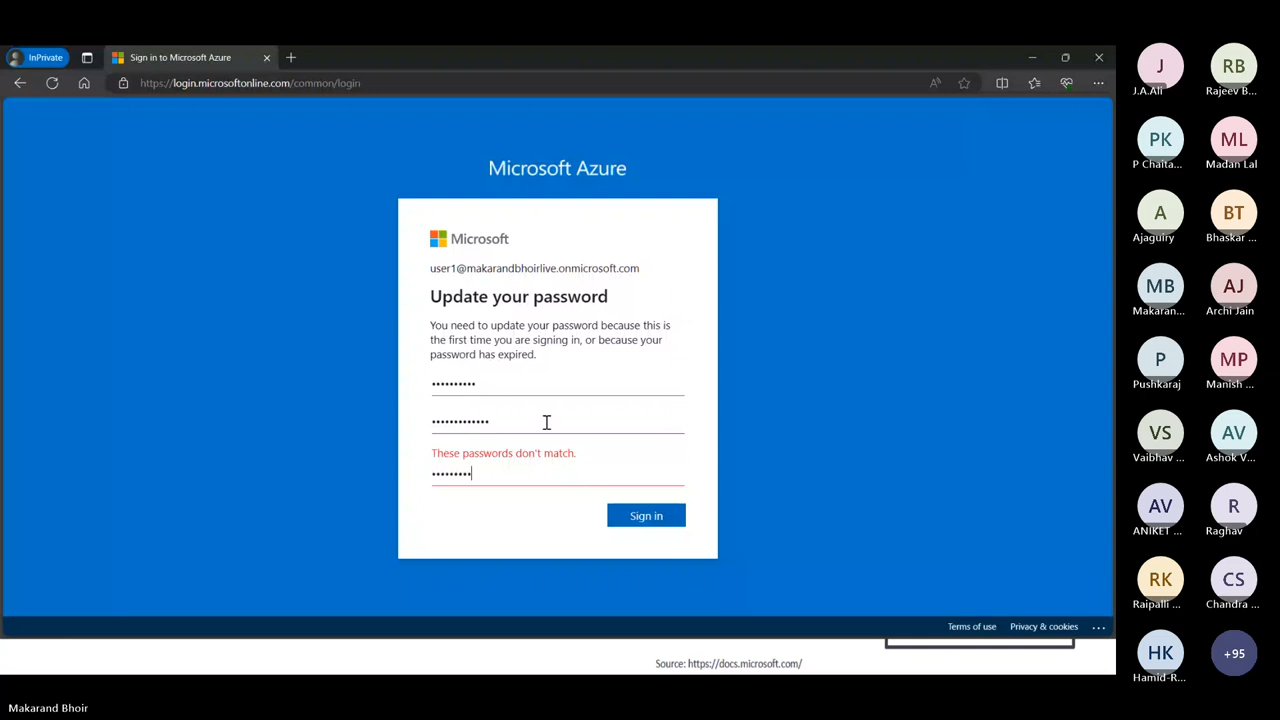 InPrivate
Sign in to Microsoft Azure
https://login.microsoftonline.com/common/login
Microsoft Azure
Microsoft
user1@makarandbhoirlive.onmicrosoft.com
Update your password
You need to update your password because this is
the first time you are signing in, or because your
password has expired.
••••••••••
•••••••••••••
These passwords don't match.
•••••••••
Sign in
Terms of use
Privacy & cookies
Source: https://docs.microsoft.com/
Makarand Bhoir
J
RB
J.A.Ali
Rajeev B...
PK
ML
P Chaita...
Madan Lal
A
BT
Ajaguiry
Bhaskar ...
MB
AJ
Makaran...
Archi Jain
P
MP
Pushkaraj
Manish ...
VS
AV
Vaibhav ...
Ashok V...
AV
R
ANIKET ...
Raghav
RK
CS
Raipalli ...
Chandra ...
HK
+95
Hamid-R...